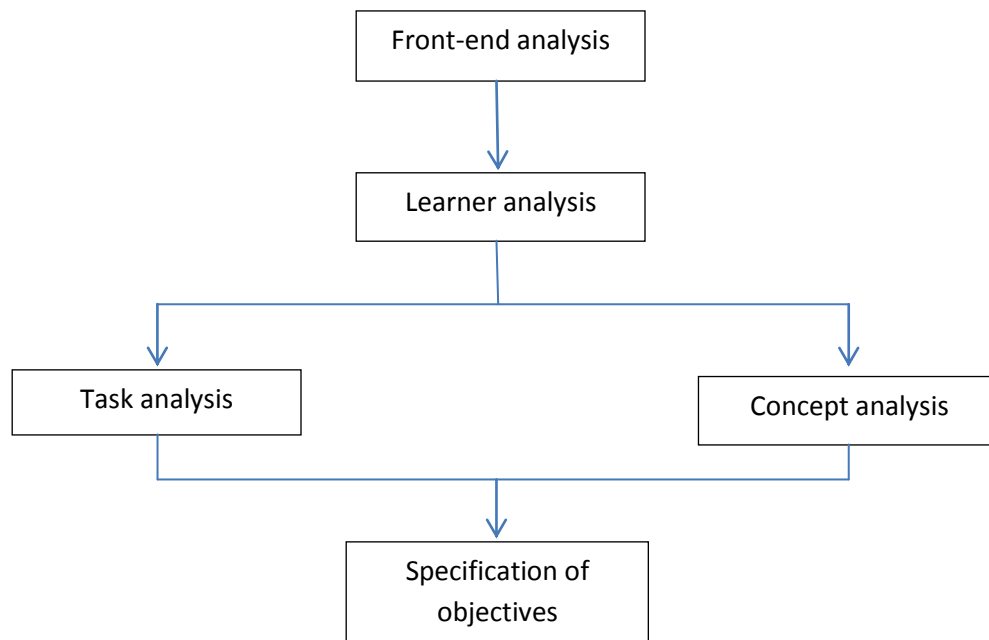 Front-end analysis
Learner analysis
Task analysis
Concept analysis
Specification of
objectives